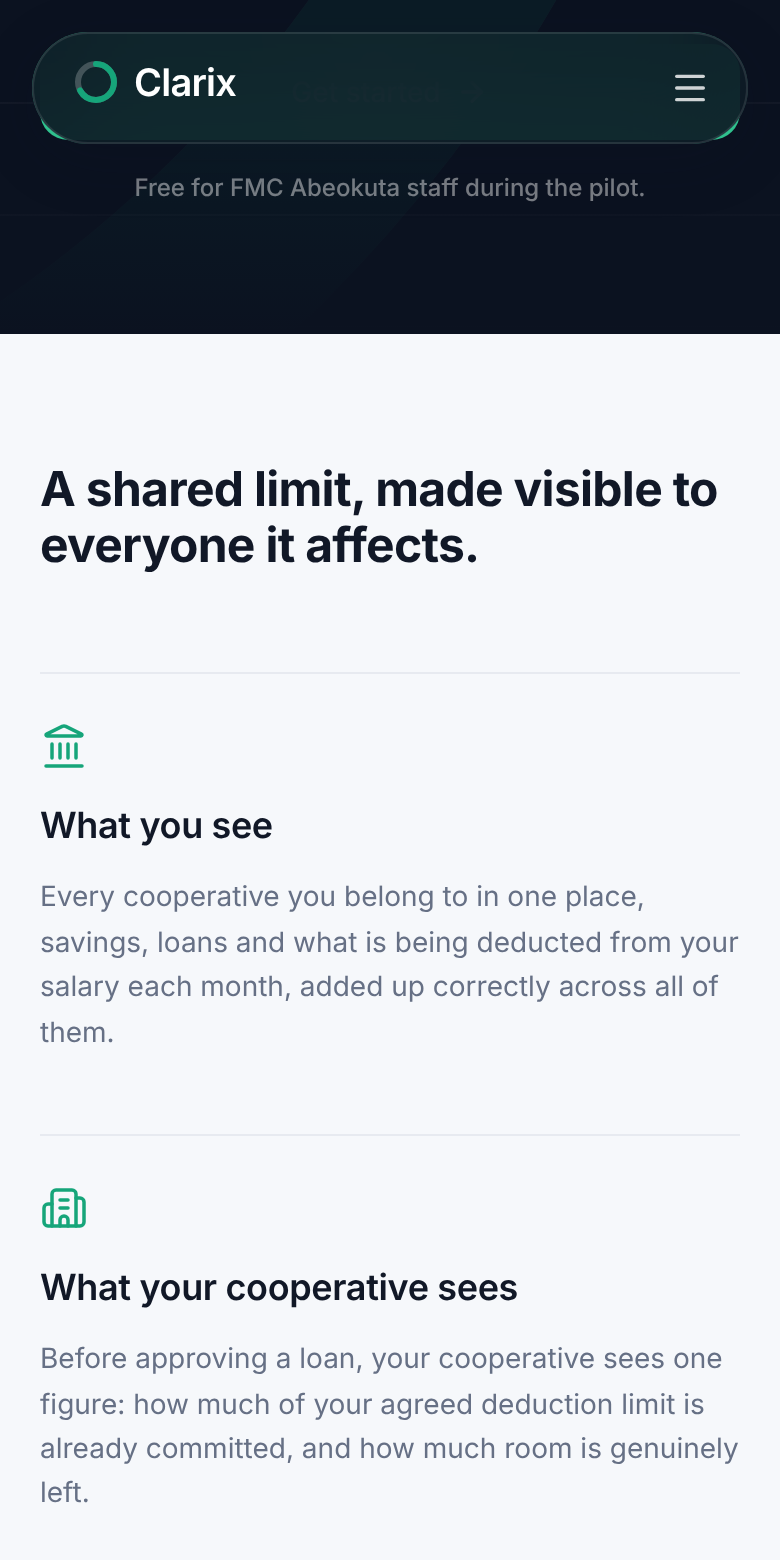 Clarix
Get started
Free for FMC Abeokuta staff during the pilot.
A shared limit, made visible to
everyone it affects.
What you see
Every cooperative you belong to in one place,
savings, loans and what is being deducted from your
salary each month, added up correctly across all of
them.
What your cooperative sees
Before approving a loan, your cooperative sees one
figure: how much of your agreed deduction limit is
already committed, and how much room is genuinely
left.